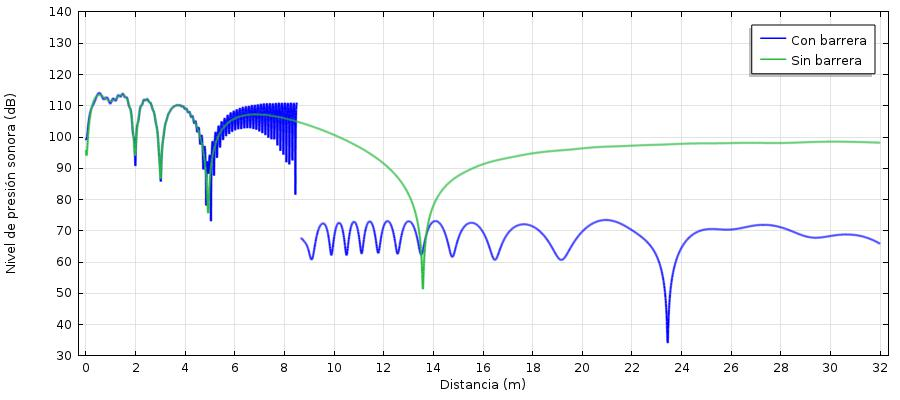 140
130
120
110
100
90
80
70
60
50
40
30
Nivel de presión sonora (dB)
Con barrera
Sin barrera
0 2 4 6 8 10 12 14 16 18 20 22 24 26 28 30 32
Distancia (m)